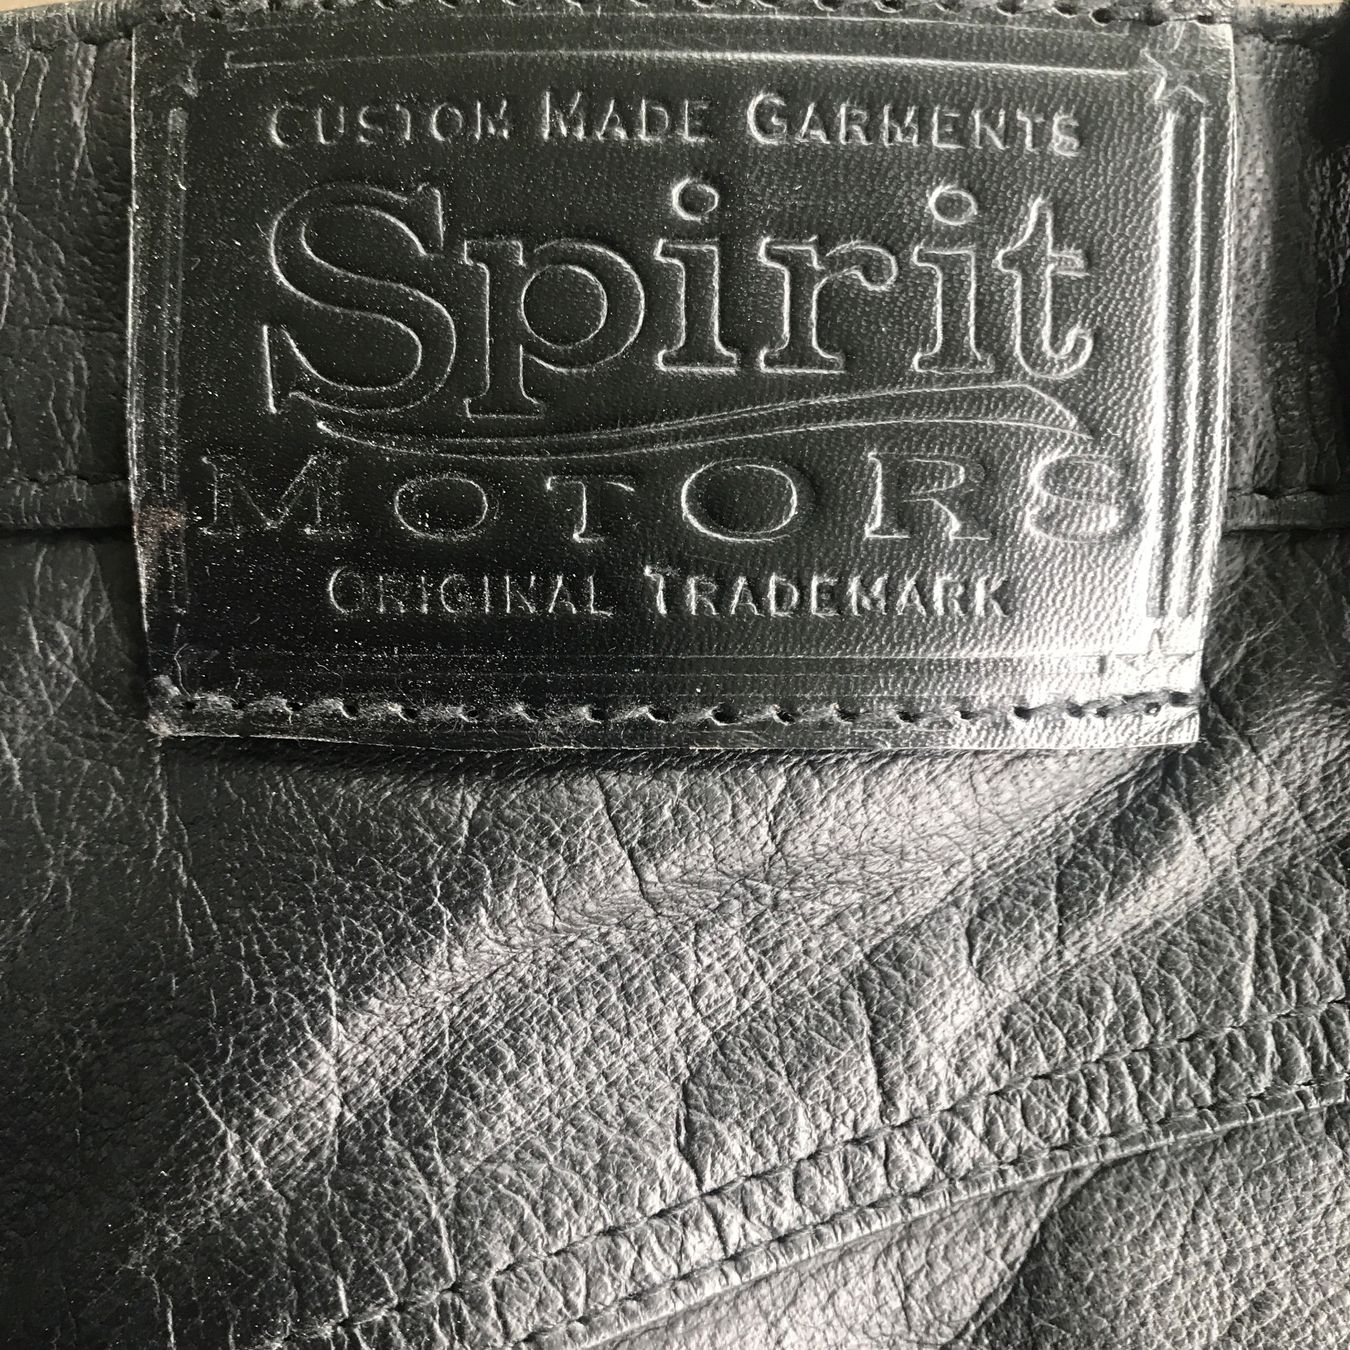 Custom Made Garments
Spirit
Motors
Original Trademark